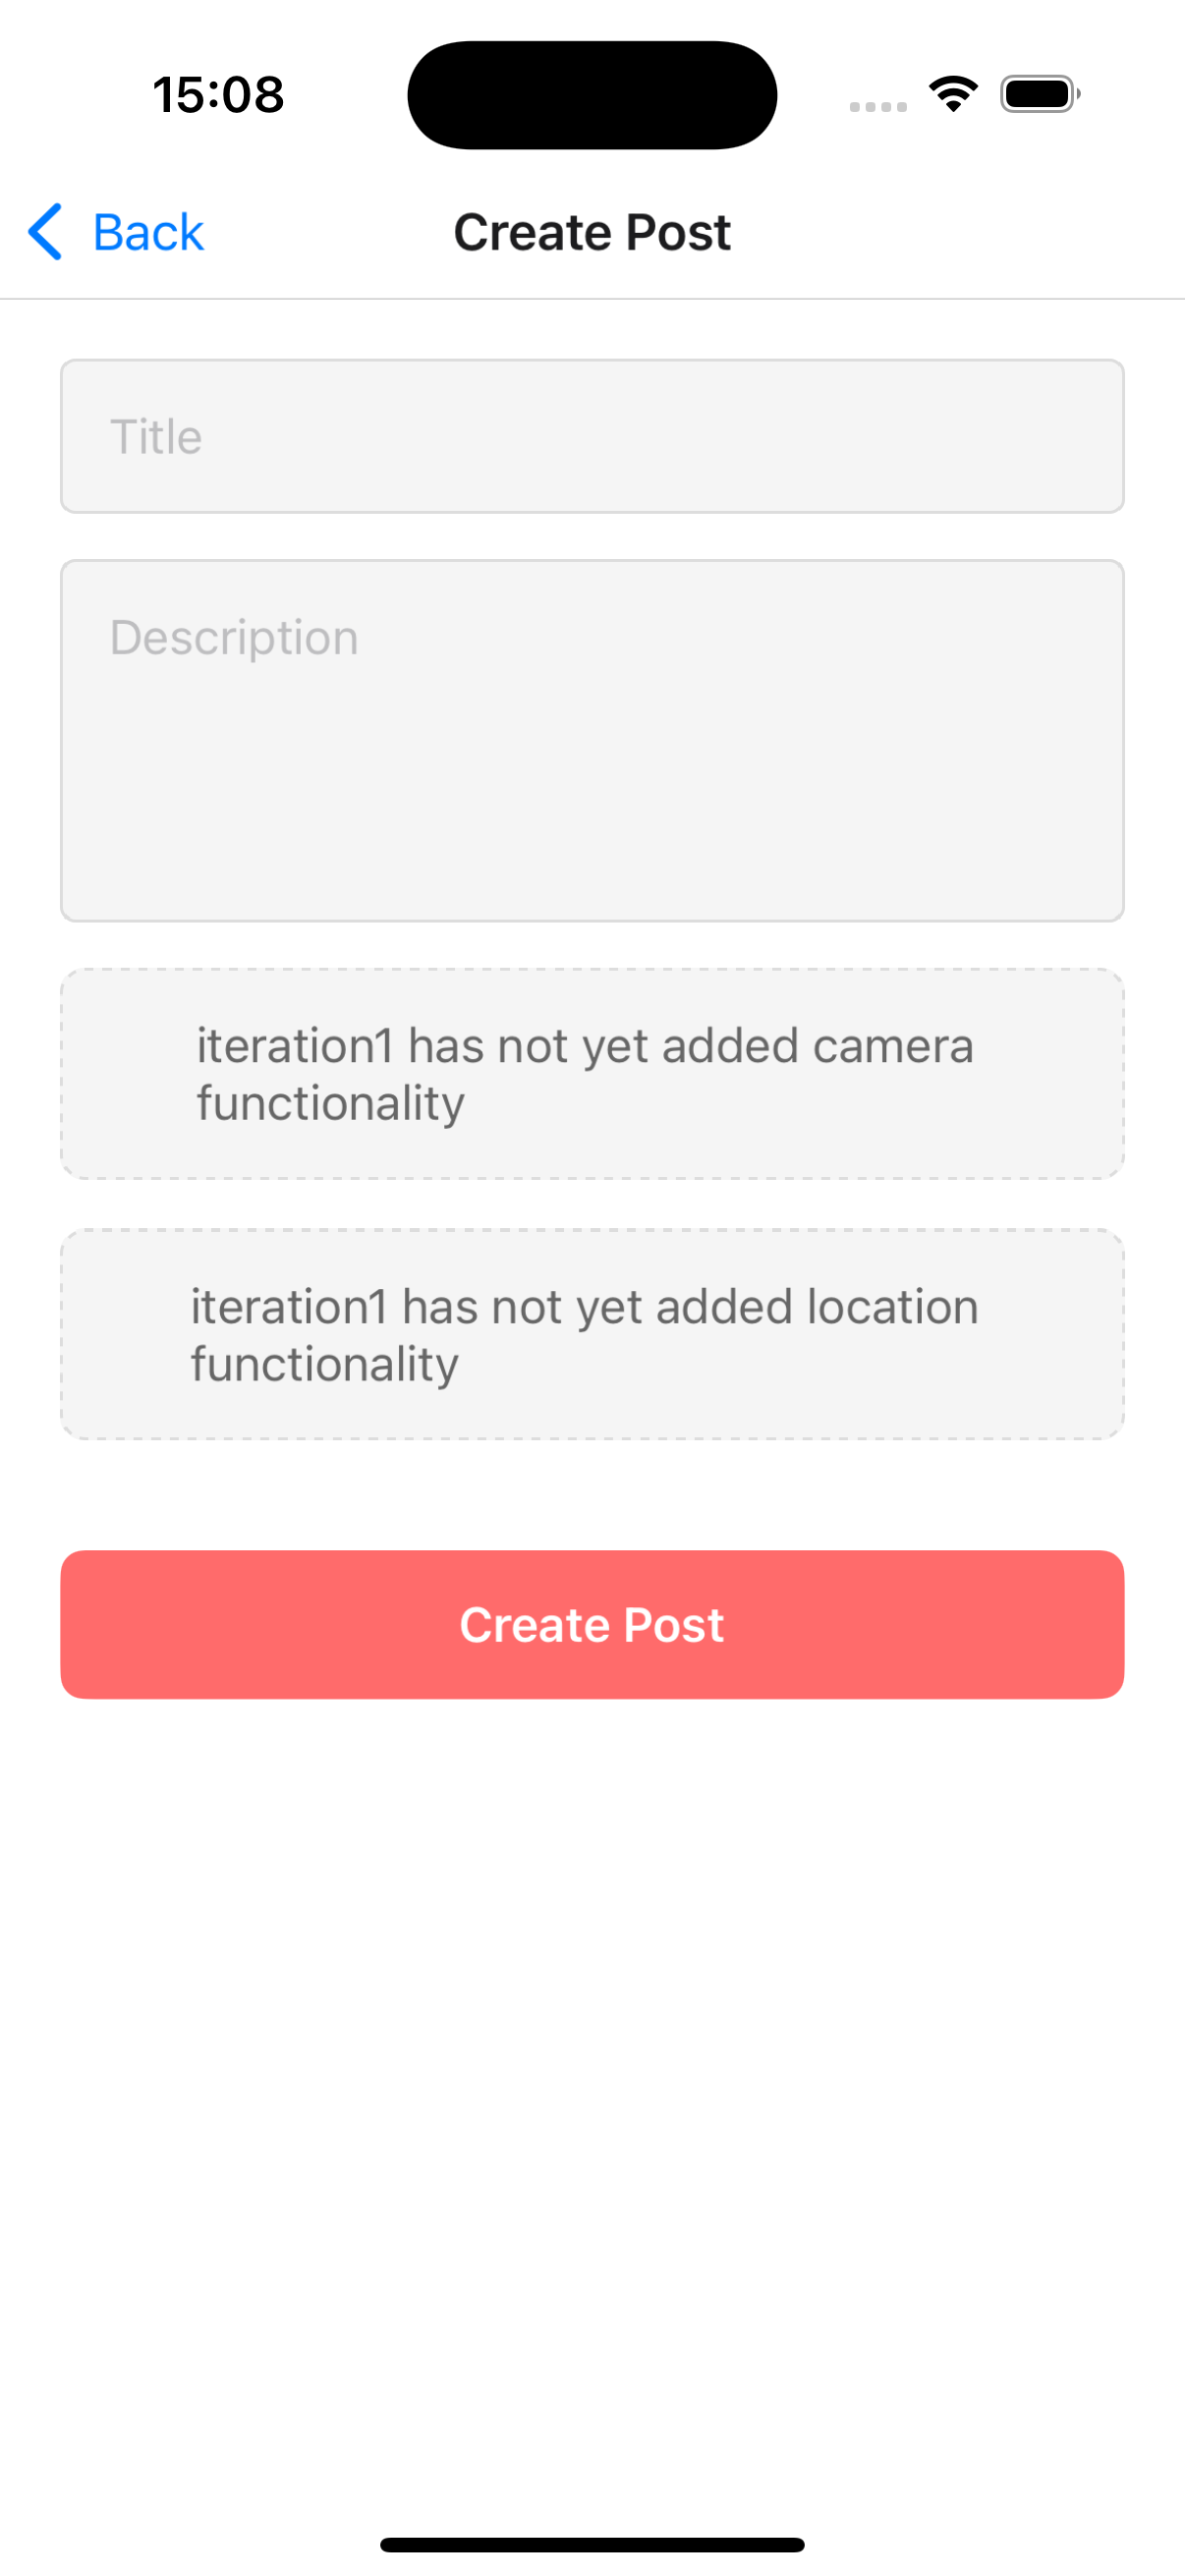 15:08
Back
Create Post
Title
Description
iteration1 has not yet added camera
functionality
iteration1 has not yet added location
functionality
Create Post